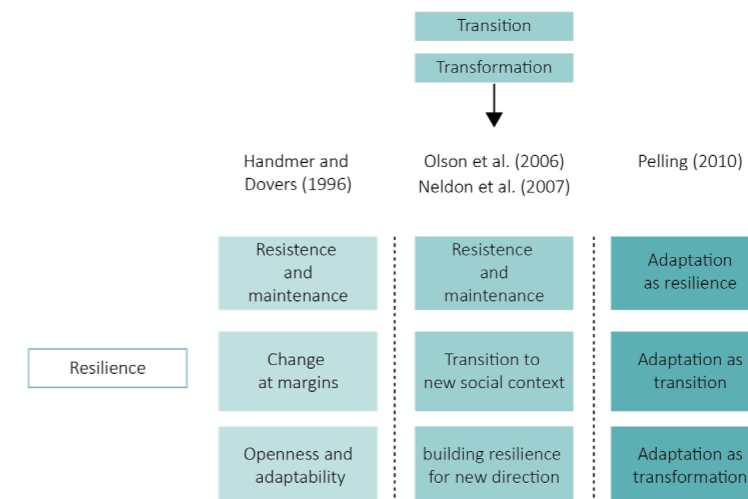 Transition
Transformation
Handmer and
Dovers (1996)
Olson et al. (2006)
Neldon et al. (2007)
Pelling (2010)
Resistence
and
maintenance
Resistence
and
maintenance
Adaptation
as resilience
Resilience
Change
at margins
Transition to
new social context
Adaptation as
transition
Openness and
adaptability
building resilience
for new direction
Adaptation as
transformation